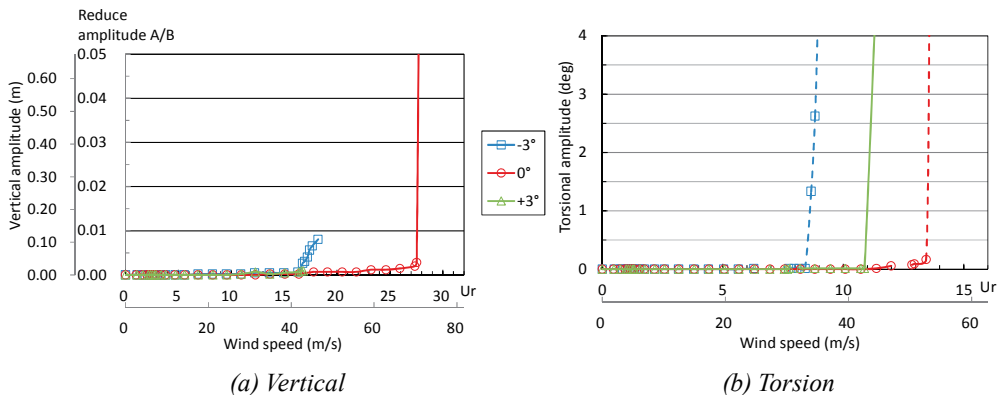 Reduce
amplitude A/B
Vertical amplitude (m)
0.60
0.50
0.40
0.30
0.20
0.10
0.00
0.05
0.04
0.03
0.02
0.01
0.00
0 5 10 15 20 25 30 Ur
0 20 40 60 80
Wind speed (m/s)
(a) Vertical
-3°
0°
+3°
Torsional amplitude (deg)
4
3
2
1
0
0 5 10 15 Ur
0 20 40 60
Wind speed (m/s)
(b) Torsion